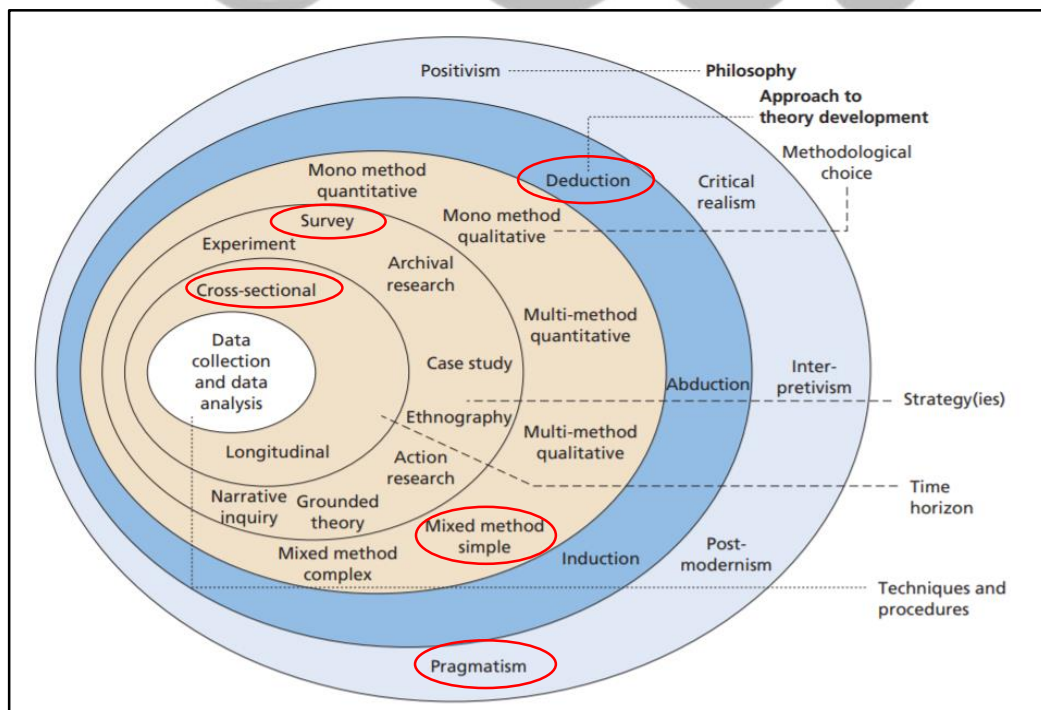 Positivism
Philosophy
Approach to
theory development
Methodological
choice
Mono method
quantitative
Deduction
Critical
realism
Survey
Mono method
qualitative
Experiment
Archival
research
Cross-sectional
Multi-method
quantitative
Data
collection
and data
analysis
Case study
Abduction
Inter-
pretivism
Strategy(ies)
Ethnography
Multi-method
qualitative
Longitudinal
Action
research
Time
horizon
Narrative
inquiry
Grounded
theory
Mixed method
simple
Mixed method
complex
Induction
Post-
modernism
Techniques and
procedures
Pragmatism